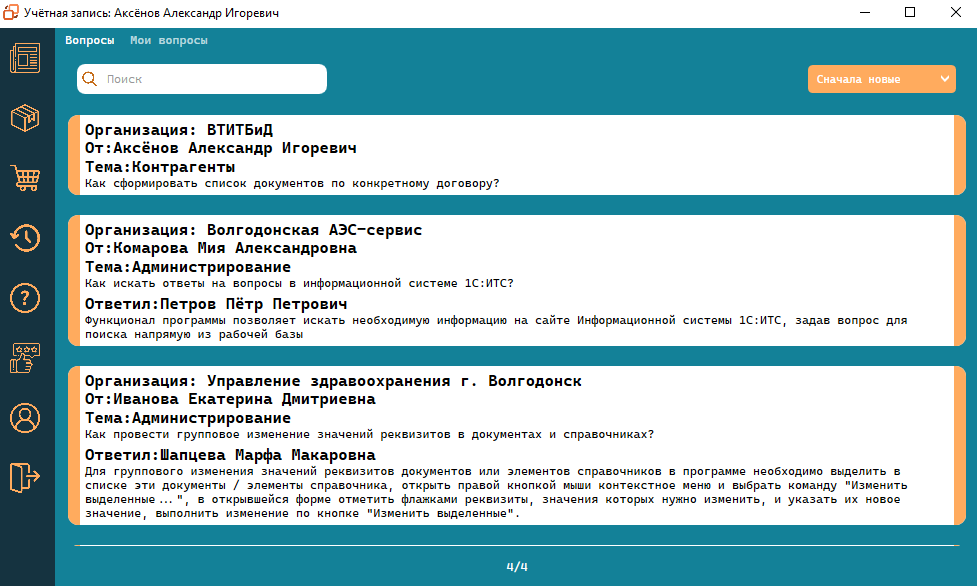 Учётная запись: Аксёнов Александр Игоревич
Вопросы Мои вопросы
Поиск
Сначала новые
Организация: ВТИТБиД
От:Аксёнов Александр Игоревич
Тема:Контрагенты
Как сформировать список документов по конкретному договору?
Организация: Волгодонская АЭС-сервис
От:Комарова Мия Александровна
Тема:Администрирование
Как искать ответы на вопросы в информационной системе 1С:ИТС?
Ответил:Петров Пётр Петрович
Функционал программы позволяет искать необходимую информацию на сайте Информационной системы 1С:ИТС, задав вопрос для
поиска напрямую из рабочей базы
Организация: Управление здравоохранения г. Волгодонск
От:Иванова Екатерина Дмитриевна
Тема:Администрирование
Как провести групповое изменение значений реквизитов в документах и справочниках?
Ответил:Шапцева Марфа Макаровна
Для группового изменения значений реквизитов документов или элементов справочников в программе необходимо выделить в
списке эти документы / элементы справочника, открыть правой кнопкой мыши контекстное меню и выбрать команду "Изменить
выделенные...", в открывшейся форме отметить флажками реквизиты, значения которых нужно изменить, и указать их новое
значение, выполнить изменение по кнопке "Изменить выделенные".
4/4